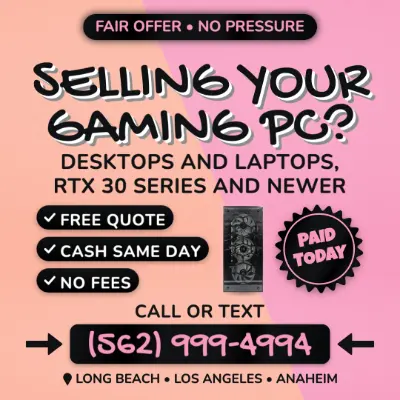 FAIR OFFER • NO PRESSURE
SELLING YOUR
GAMING PC?
DESKTOPS AND LAPTOPS,
RTX 30 SERIES AND NEWER
FREE QUOTE
CASH SAME DAY
NO FEES
PAID
TODAY
CALL OR TEXT
(562) 999-4994
LONG BEACH • LOS ANGELES • ANAHEIM